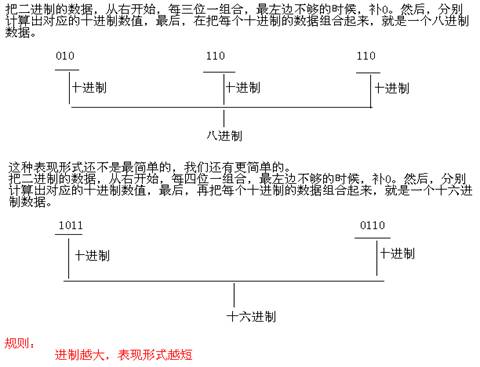 把二进制的数据，从右开始，每三位一组合，最左边不够的时候，补0。然后，分别
计算出对应的十进制数值，最后，在把每个十进制的数据组合起来，就是一个八进制
数据。
010 110 110
十进制 十进制 十进制
八进制
这种表现形式还不是最简单的，我们还有更简单的。
把二进制的数据，从右开始，每四位一组合，最左边不够的时候，补0。然后，分别
计算出对应的十进制数值，最后，再把每个十进制的数据组合起来，就是一个十六进
制数据。
1011 0110
十进制 十进制
十六进制
规则：
进制越大，表现形式越短